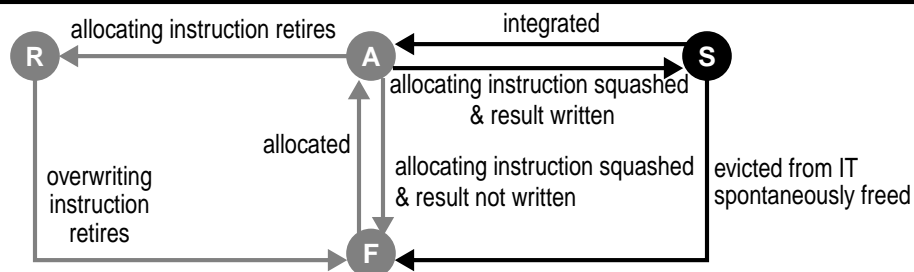 allocating instruction retires
integrated
R
A
S
allocating instruction squashed
& result written
allocated
allocating instruction squashed
& result not written
overwriting
instruction
retires
evicted from IT
spontaneously freed
F